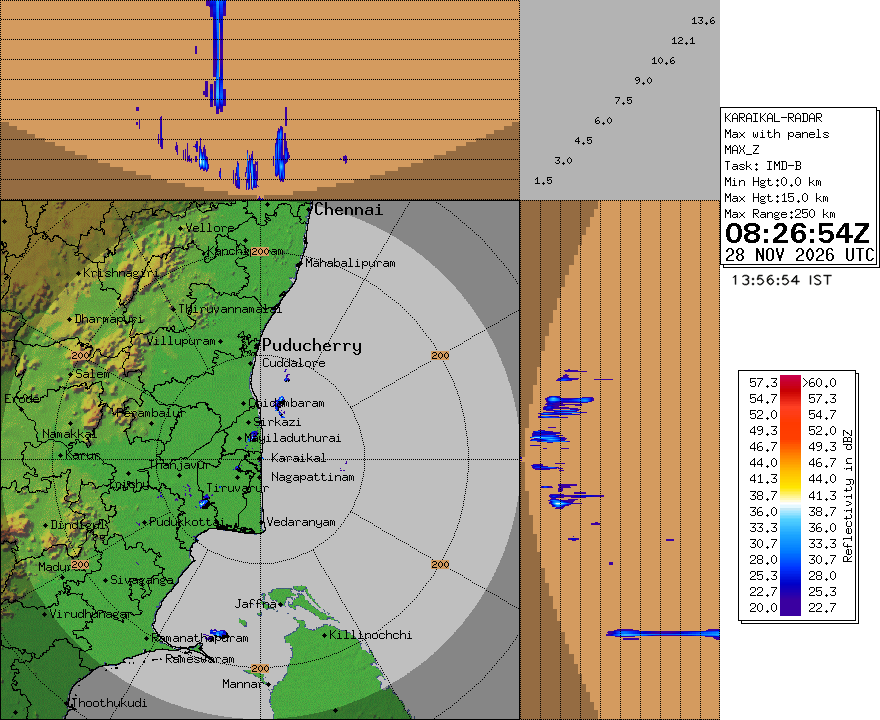 13.6
12.1
10.6
9.0
7.5
6.0
4.5
3.0
1.5
KARAIKAL-RADAR
Max with panels
MAX_Z
Task: IMD-B
Min Hgt:0.0 km
Max Hgt:15.0 km
Max Range:250 km
08:26:54Z
28 NOV 2026 UTC
13:56:54 IST
Chennai
Vellore
200
Mahabalipuram
Krishnagiri
Thiruvannamalai
Dharmapuri
Villupuram
Puducherry
200
200
Cuddalore
Salem
Erode
Chidambaram
Perambalur
Sirkazi
Namakkal
Mayiladuthurai
Karur
Karaikal
Thanjavur
Nagapattinam
Tiruvarur
Dindigul
Pudukkottai
Vedaranyam
200
200
Madurai
Sivaganga
Jaffna
Virudhunagar
Ramanathapuram
Killinochchi
Rameswaram
200
Mannar
Thoothukudi
57.3 >60.0
54.7 57.3
52.0 54.7
49.3 52.0
46.7 49.3
44.0 46.7
41.3 44.0
38.7 41.3
36.0 38.7
33.3 36.0
30.7 33.3
28.0 30.7
25.3 28.0
22.7 25.3
20.0 22.7
Reflectivity in dBZ